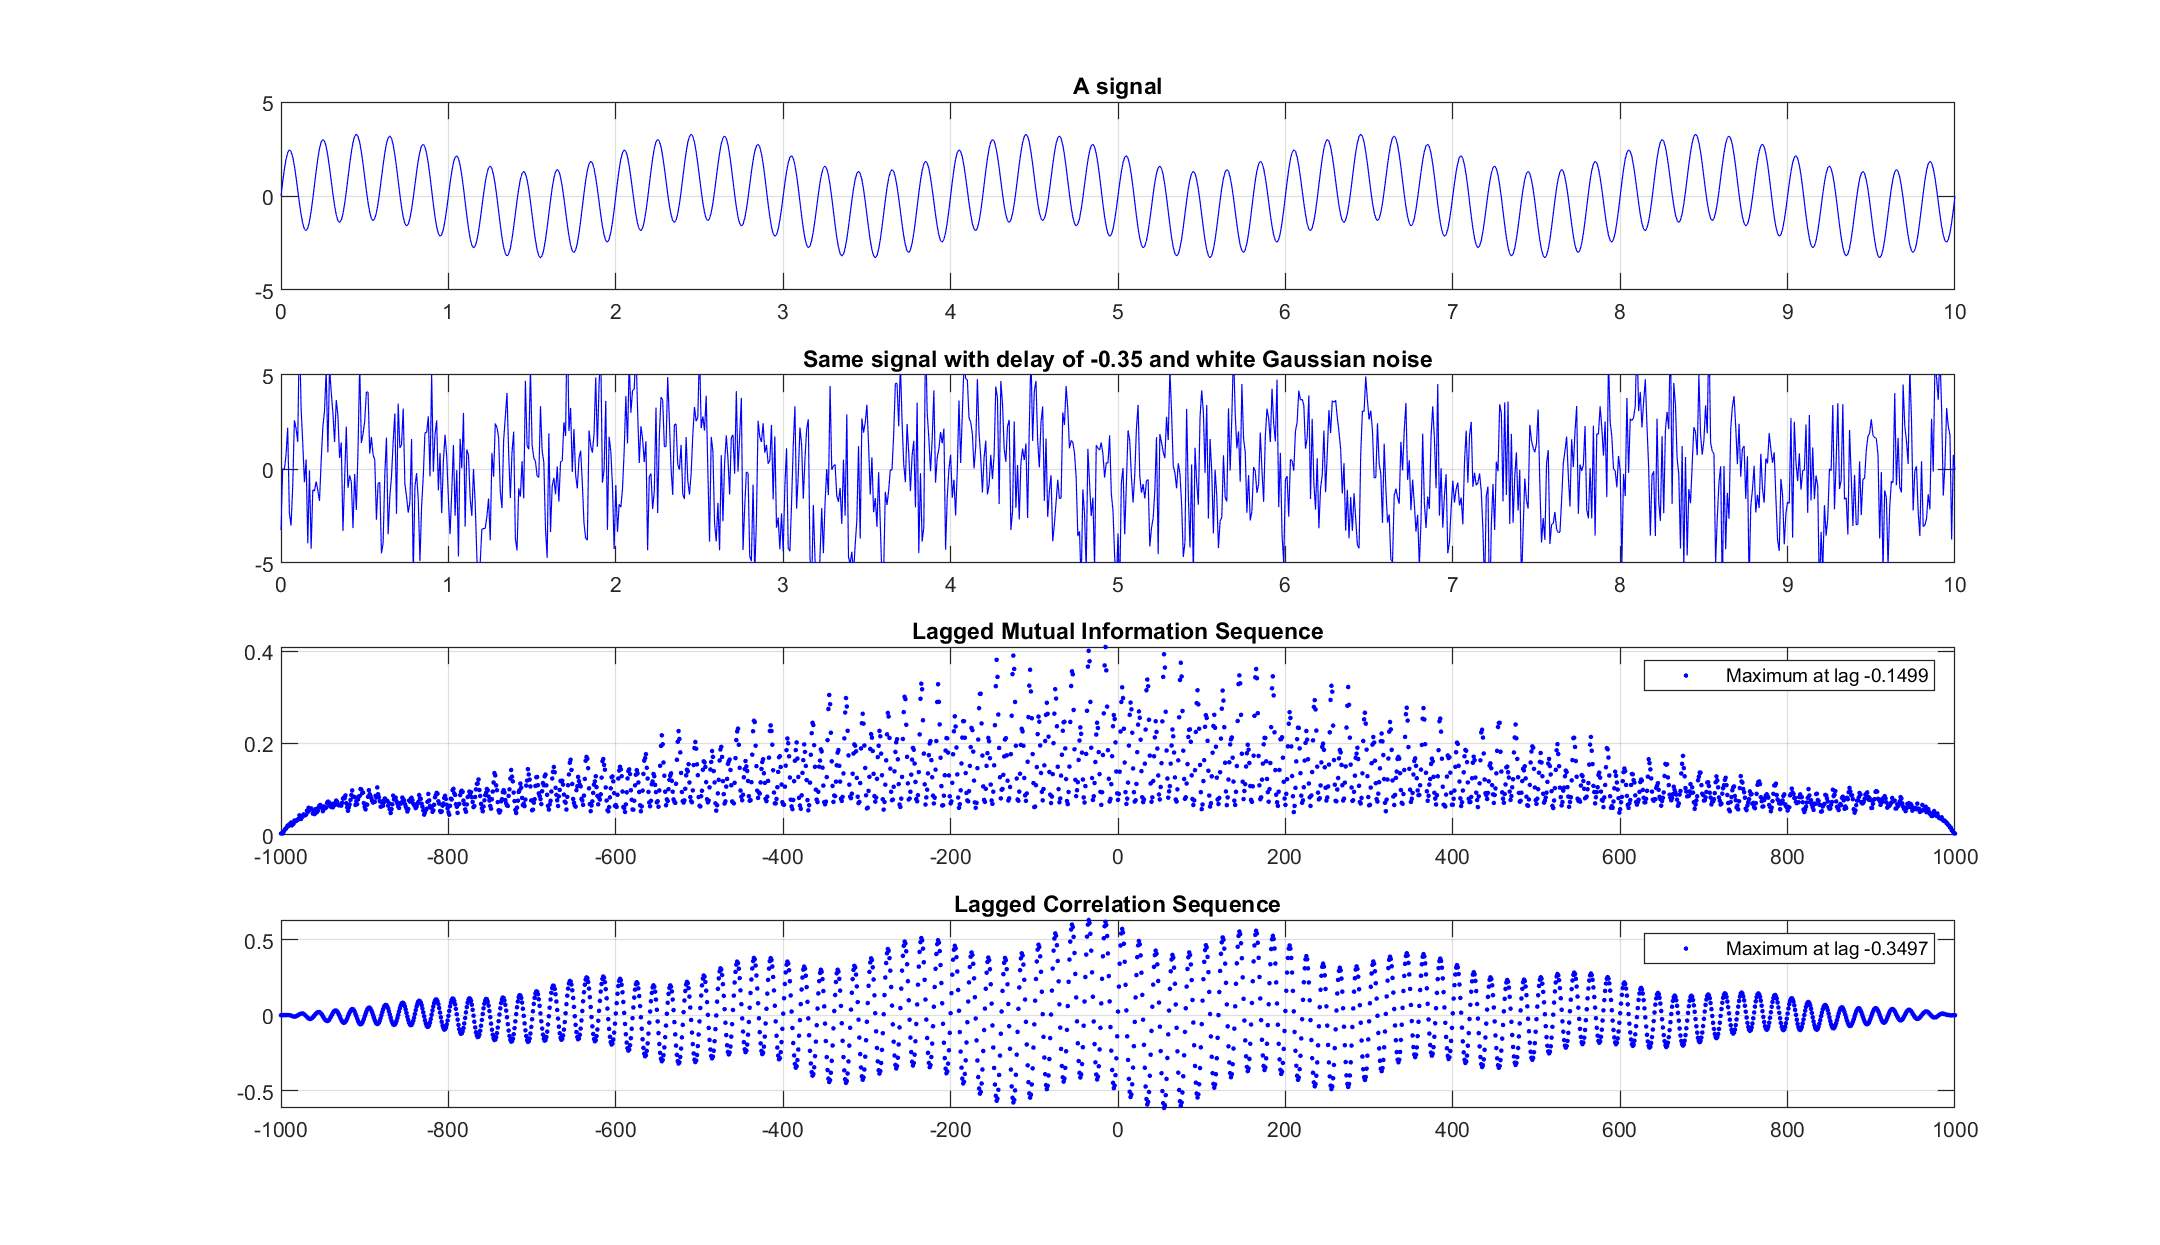 A signal
5
0
-5
0 1 2 3 4 5 6 7 8 9 10
Same signal with delay of -0.35 and white Gaussian noise
5
0
-5
0 1 2 3 4 5 6 7 8 9 10
Lagged Mutual Information Sequence
0.4
Maximum at lag -0.1499
0.2
0
-1000 -800 -600 -400 -200 0 200 400 600 800 1000
Lagged Correlation Sequence
0.5
Maximum at lag -0.3497
0
-0.5
-1000 -800 -600 -400 -200 0 200 400 600 800 1000